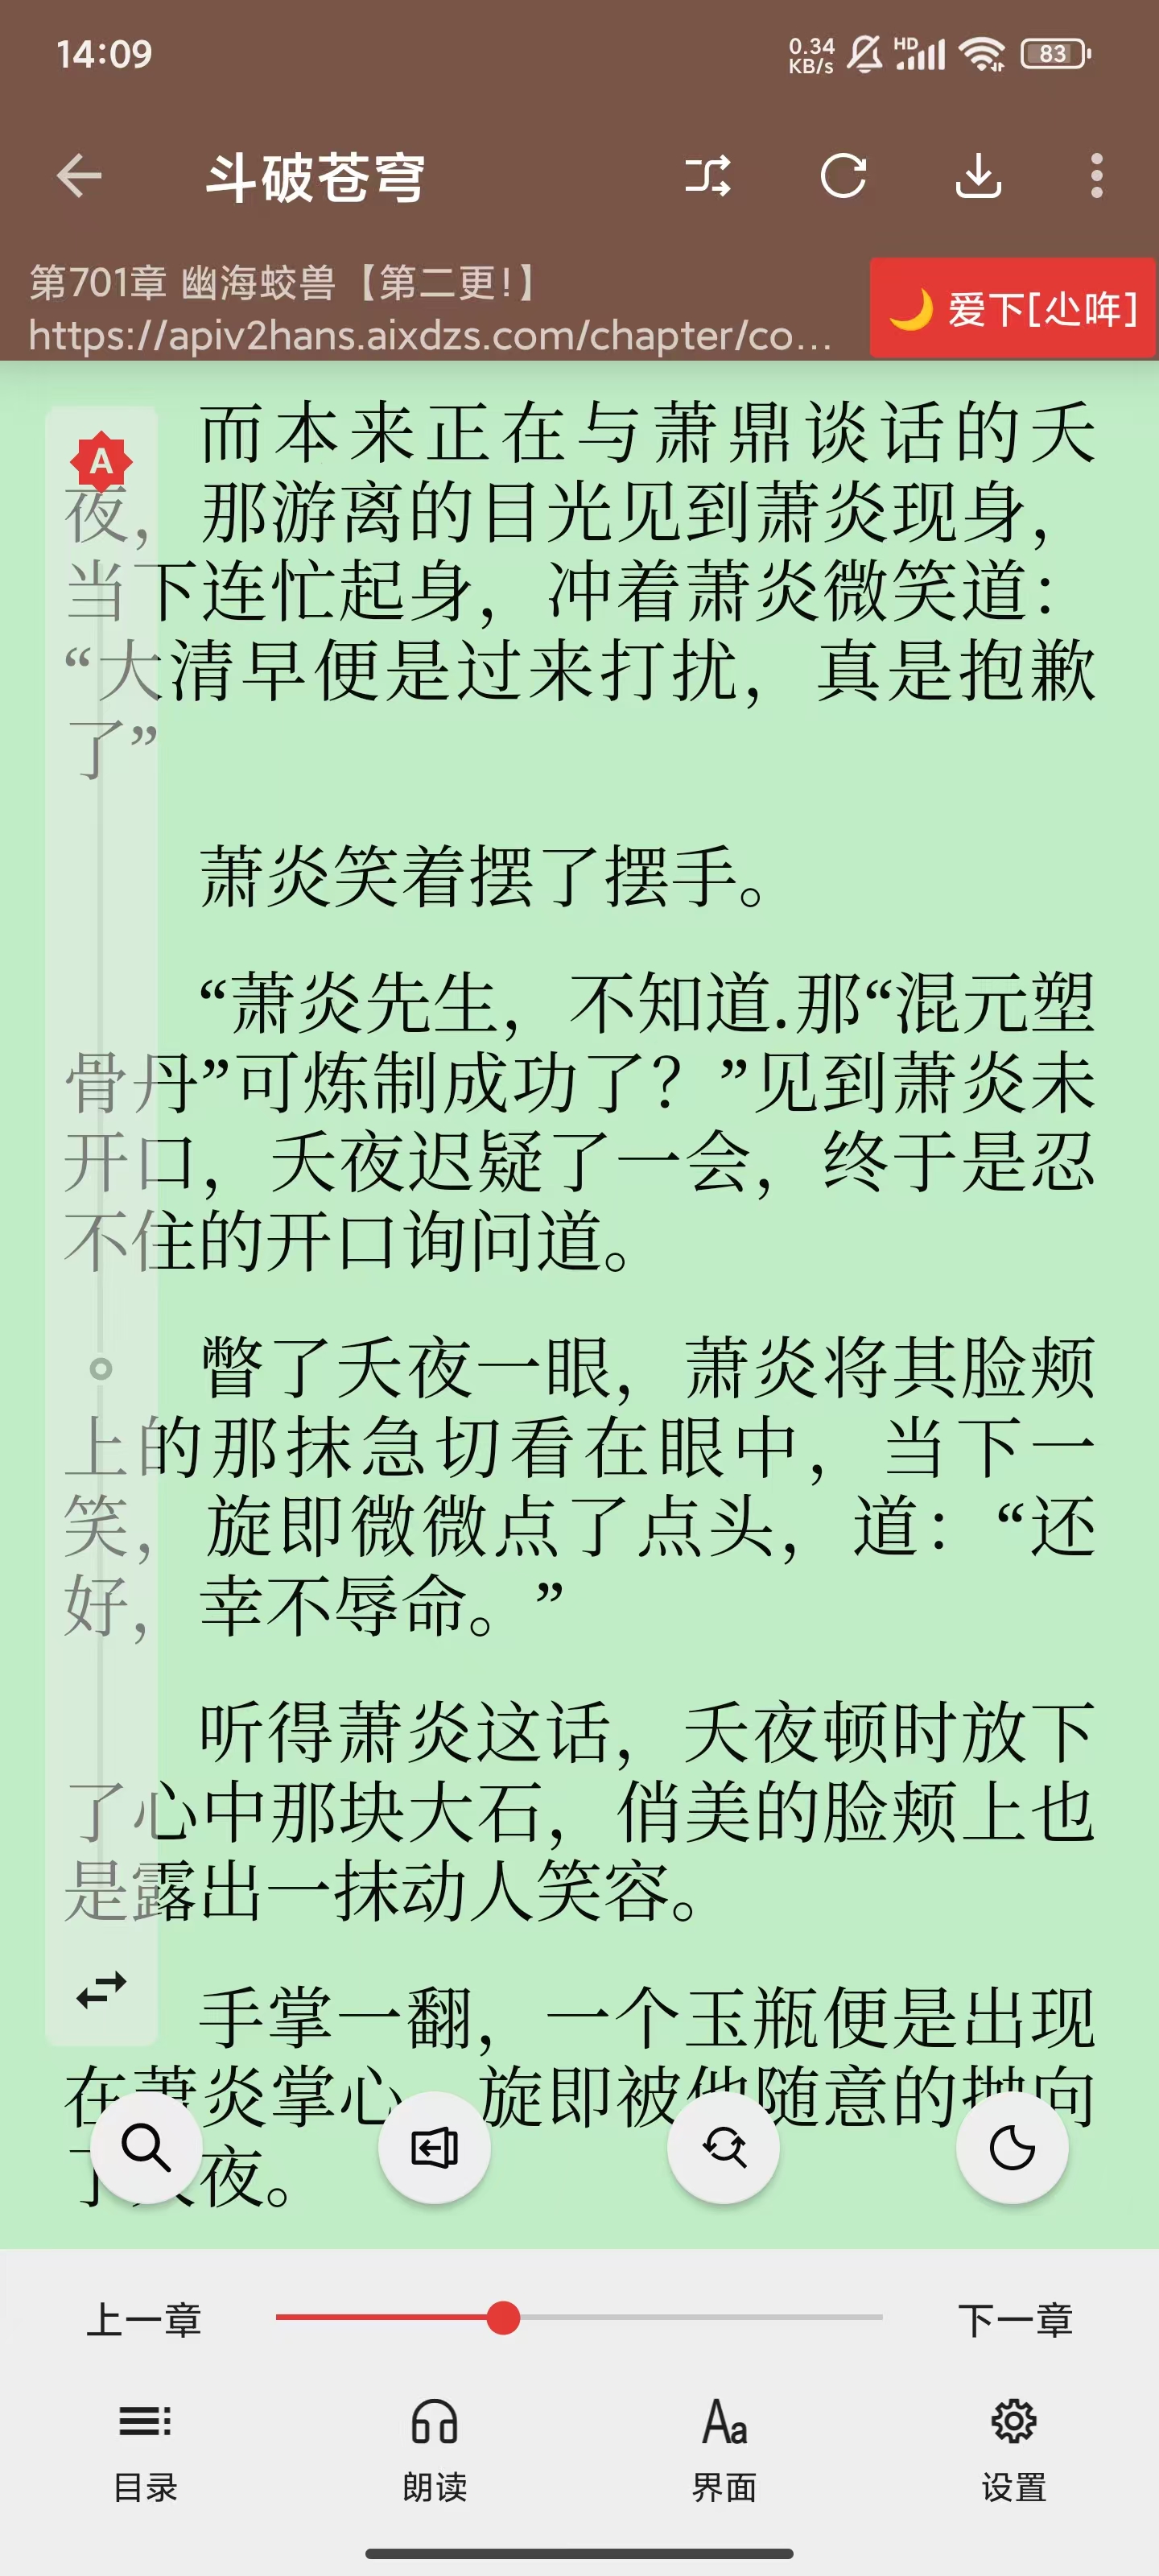 14:09
0.34
KB/s
HD
83
斗破苍穹
第701章 幽海蛟兽【第二更!】
https://apiv2hans.aixdzs.com/chapter/co...
🌙 爱下[尐哖]
A
而本来正在与萧鼎谈话的夭
夜，那游离的目光见到萧炎现身，
当下连忙起身，冲着萧炎微笑道：
“大清早便是过来打扰，真是抱歉
了”
萧炎笑着摆了摆手。
“萧炎先生，不知道.那“混元塑
骨丹”可炼制成功了？”见到萧炎未
开口，夭夜迟疑了一会，终于是忍
不住的开口询问道。
瞥了夭夜一眼，萧炎将其脸颊
上的那抹急切看在眼中，当下一
笑，旋即微微点了点头，道：“还
好，幸不辱命。”
听得萧炎这话，夭夜顿时放下
了心中那块大石，俏美的脸颊上也
是露出一抹动人笑容。
手掌一翻，一个玉瓶便是出现
在萧炎掌心，旋即被他随意的抛向
了夭夜。
上一章
下一章
目录
朗读
Aa
界面
设置